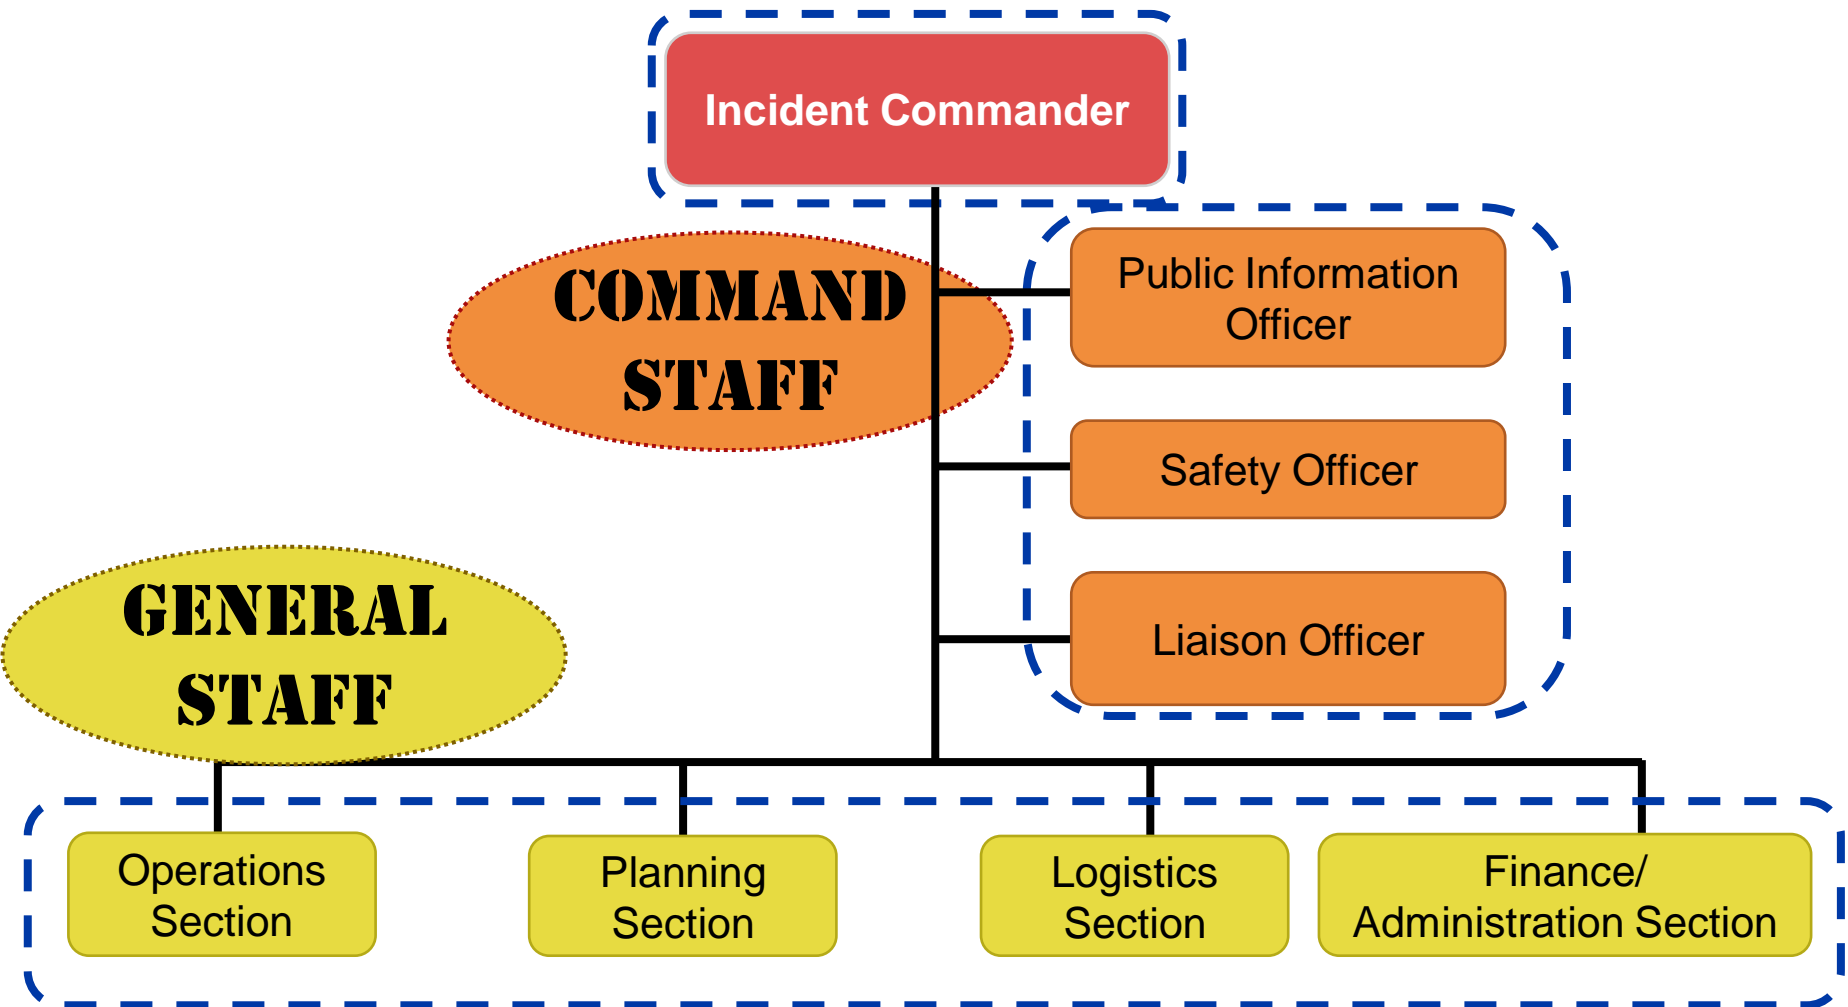 Incident Commander
COMMAND
STAFF
Public Information
Officer
Safety Officer
Liaison Officer
GENERAL
STAFF
Operations
Section
Planning
Section
Logistics
Section
Finance/
Administration Section